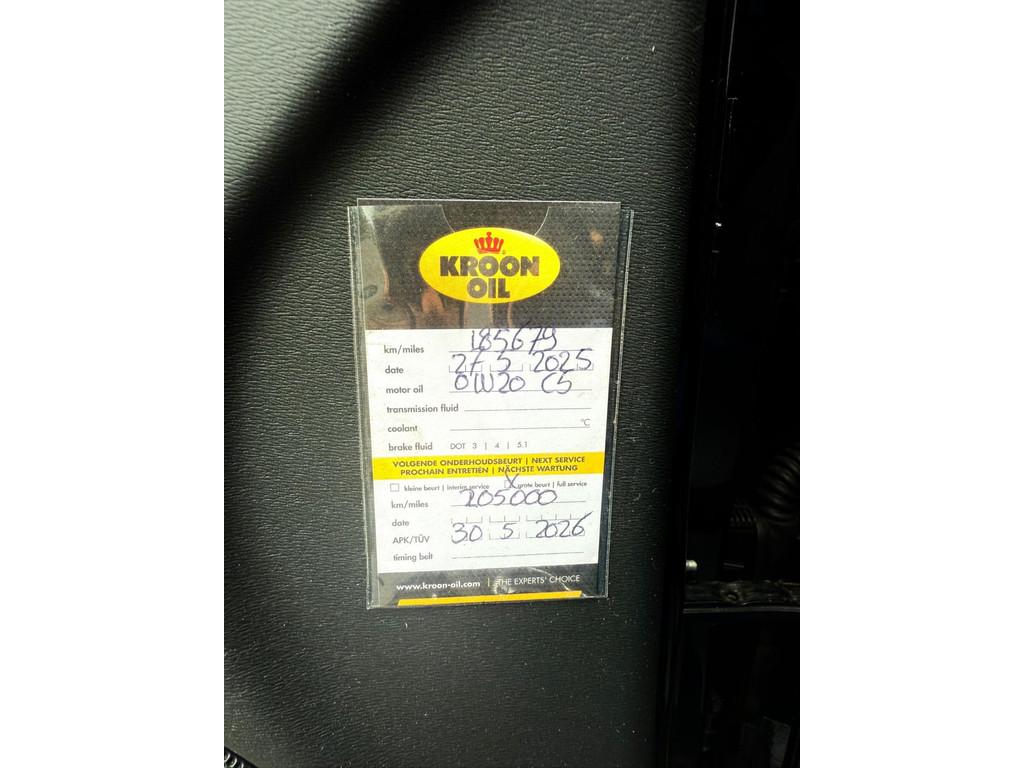 KROON
OIL
km/miles 185679
date 27 5 2025
motor oil 0W20 C5
transmission fluid
coolant °C
brake fluid DOT 3 | 4 | 5.1
VOLGENDE ONDERHOUDSBEURT | NEXT SERVICE
PROCHAIN ENTRETIEN | NÄCHSTE WARTUNG
kleine beurt | interim service X grote beurt | full service
km/miles 205000
date
APK/TÜV 30 5 2026
timing belt
www.kroon-oil.com | THE EXPERTS' CHOICE